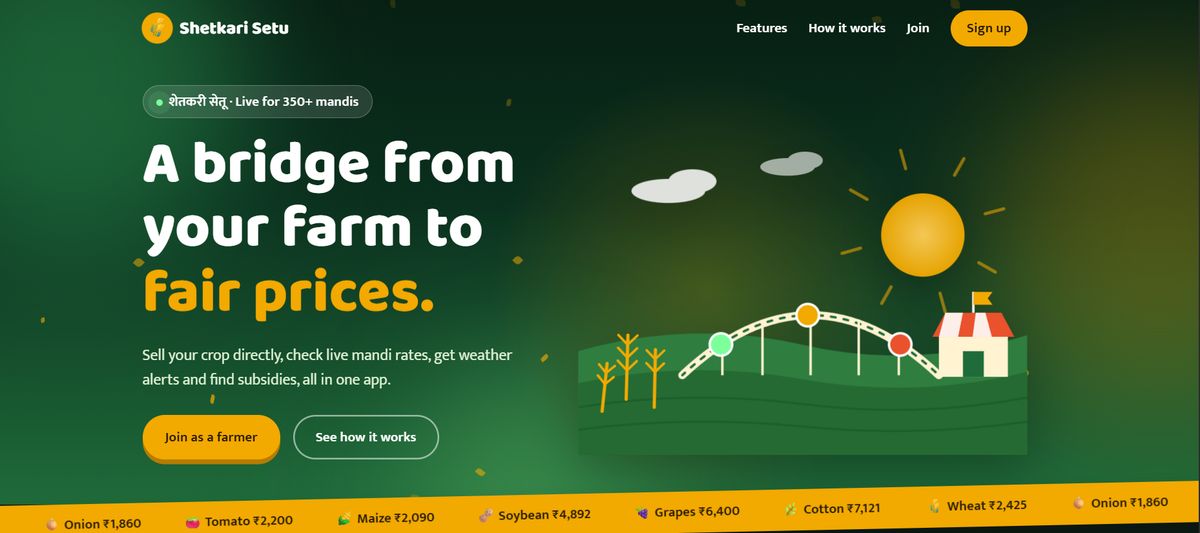 Shetkari Setu
Features
How it works
Join
Sign up
शेतकरी सेतू · Live for 350+ mandis
A bridge from
your farm to
fair prices.
Sell your crop directly, check live mandi rates, get weather
alerts and find subsidies, all in one app.
Join as a farmer
See how it works
Onion ₹1,860
Tomato ₹2,200
Maize ₹2,090
Soybean ₹4,892
Grapes ₹6,400
Cotton ₹7,121
Wheat ₹2,425
Onion ₹1,860